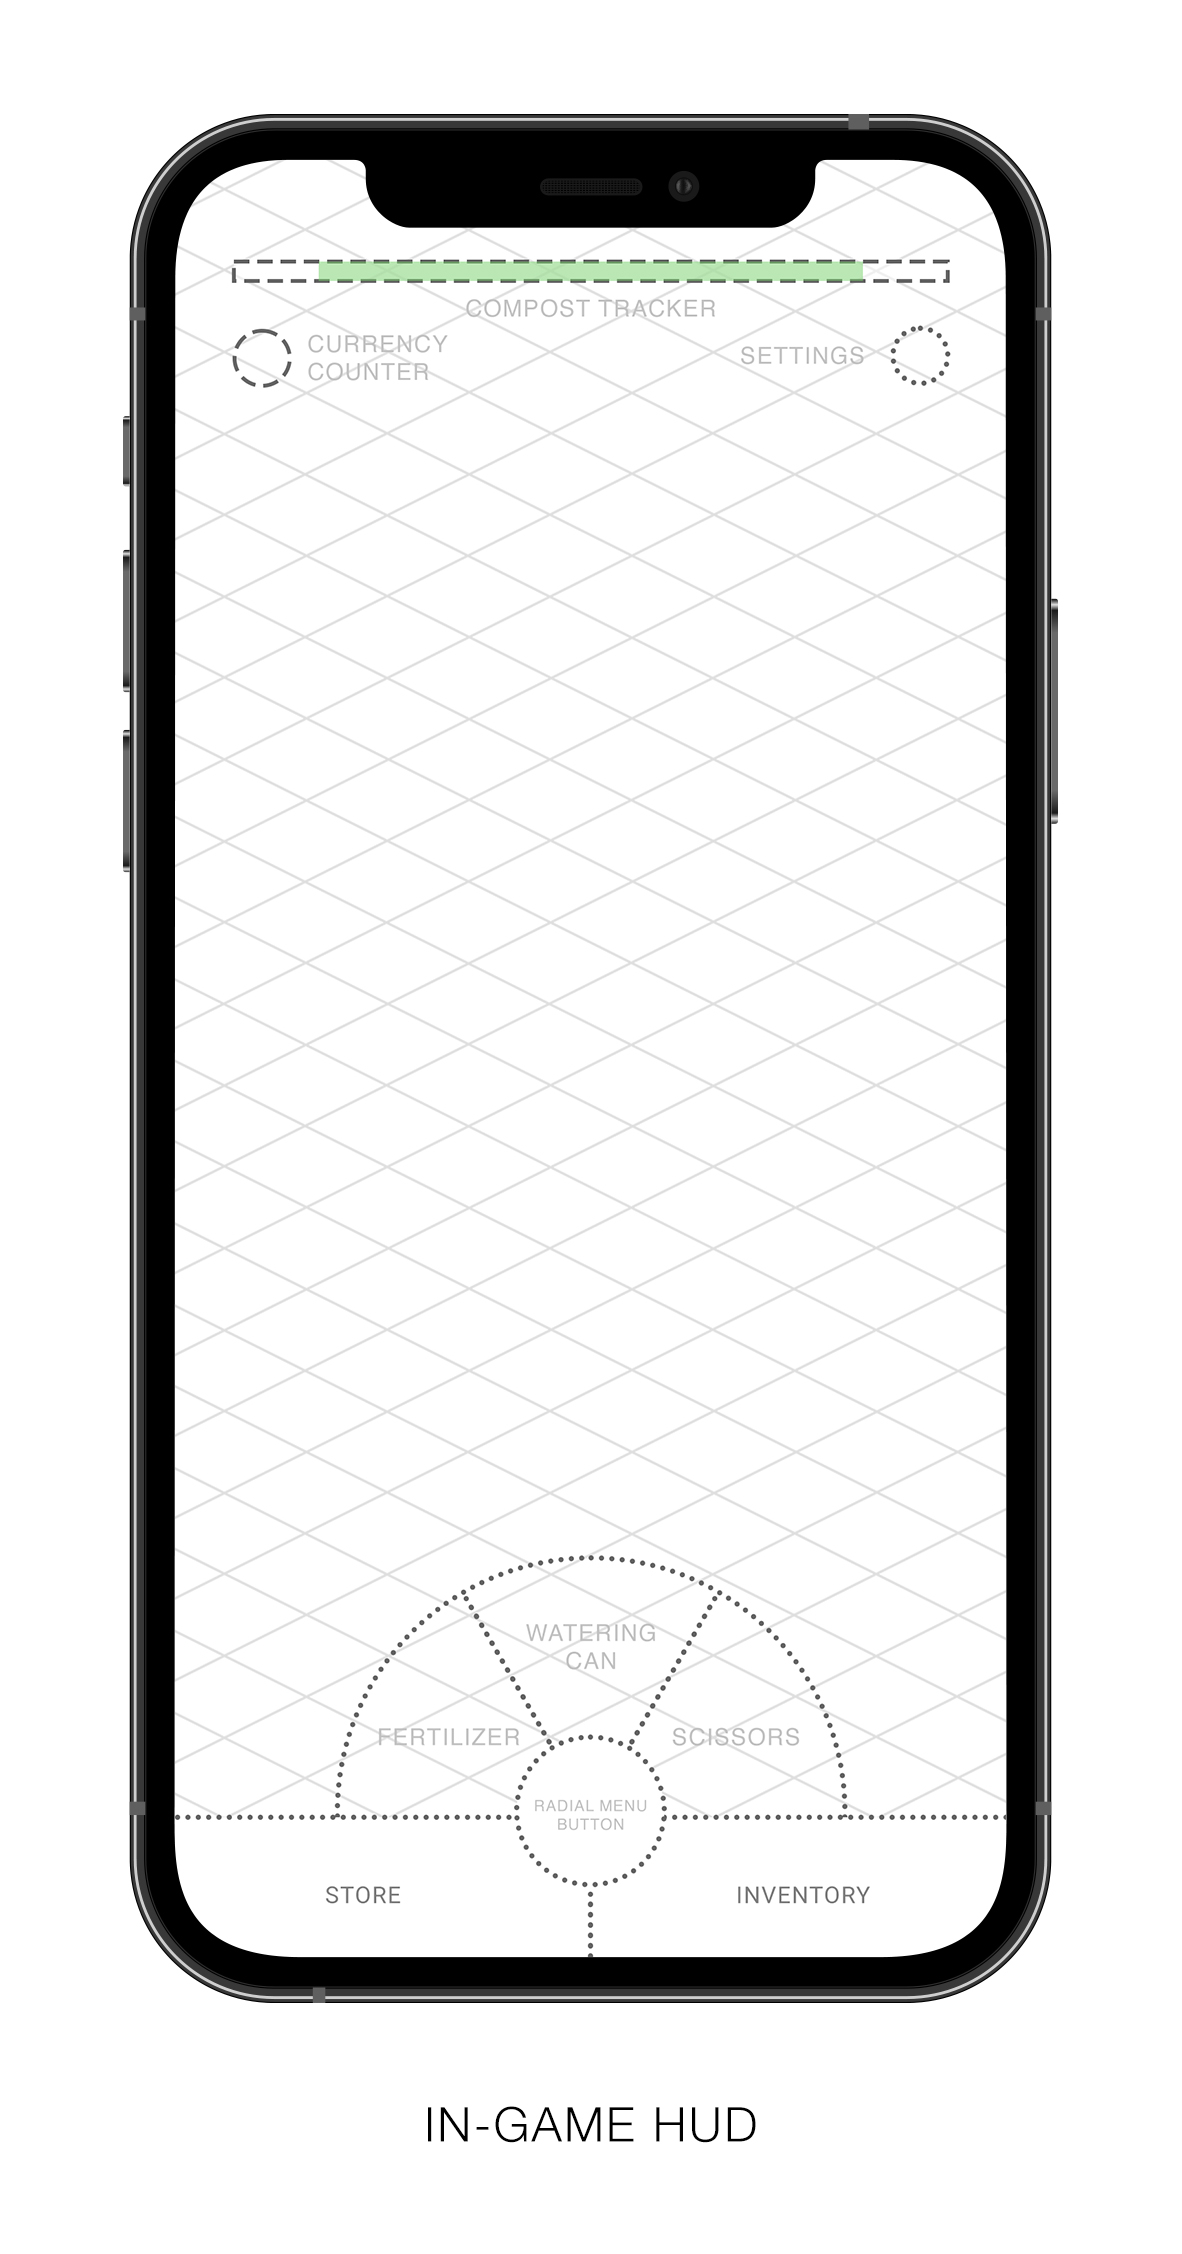 COMPOST TRACKER
CURRENCY
COUNTER
SETTINGS
WATERING
CAN
FERTILIZER
SCISSORS
RADIAL MENU
BUTTON
STORE
INVENTORY
IN-GAME HUD